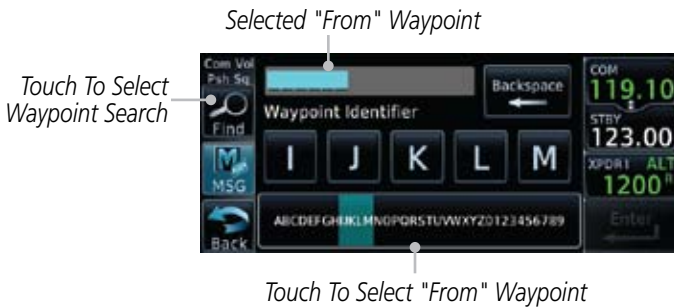 Selected "From" Waypoint
Com Vol
Psh Sq
Touch To Select
Waypoint Search
Find
Backspace
Waypoint Identifier
COM
119.10
STBY
123.00
I J K L M
MSG
XPDR1 ALT
1200 R
Back
ABCDEFGHIJKLMNOPQRSTUVWXYZ0123456789
Enter
Touch To Select "From" Waypoint